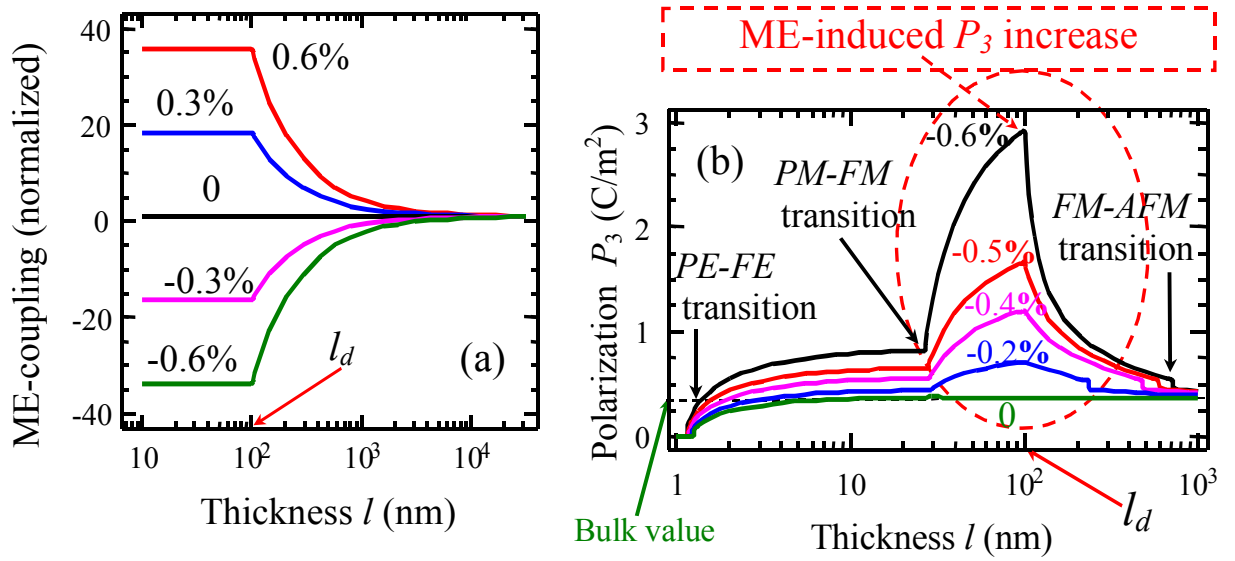 ME-coupling (normalized)
40
20
0
-20
-40
0.6%
0.3%
0
-0.3%
-0.6%
l_d
(a)
10
10²
10³
10⁴
Thickness l (nm)
ME-induced P₃ increase
Polarization P₃ (C/m²)
3
2
1
0
(b)
-0.6%
PM-FM
transition
FM-AFM
transition
PE-FE
transition
-0.5%
-0.4%
-0.2%
0
1
10
10²
10³
l_d
Bulk value
Thickness l (nm)